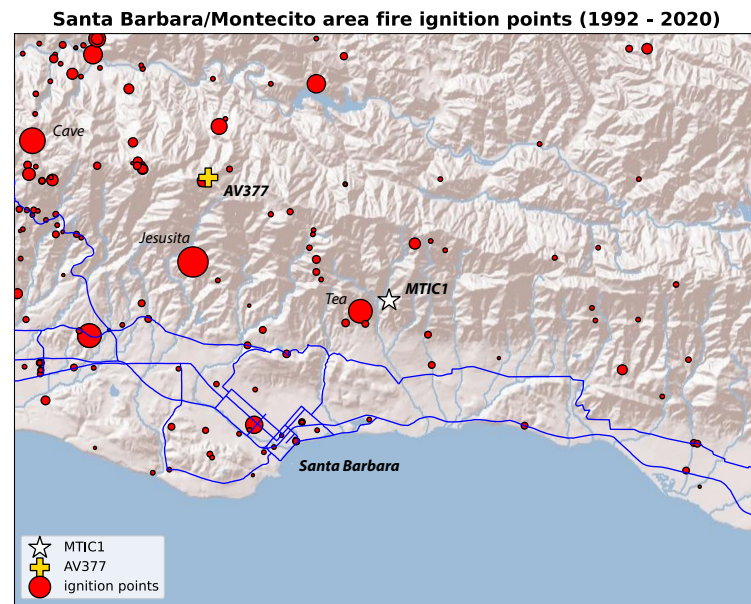 Santa Barbara/Montecito area fire ignition points (1992 - 2020)
Cave
AV377
Jesusita
MTIC1
Tea
Santa Barbara
MTIC1
AV377
ignition points